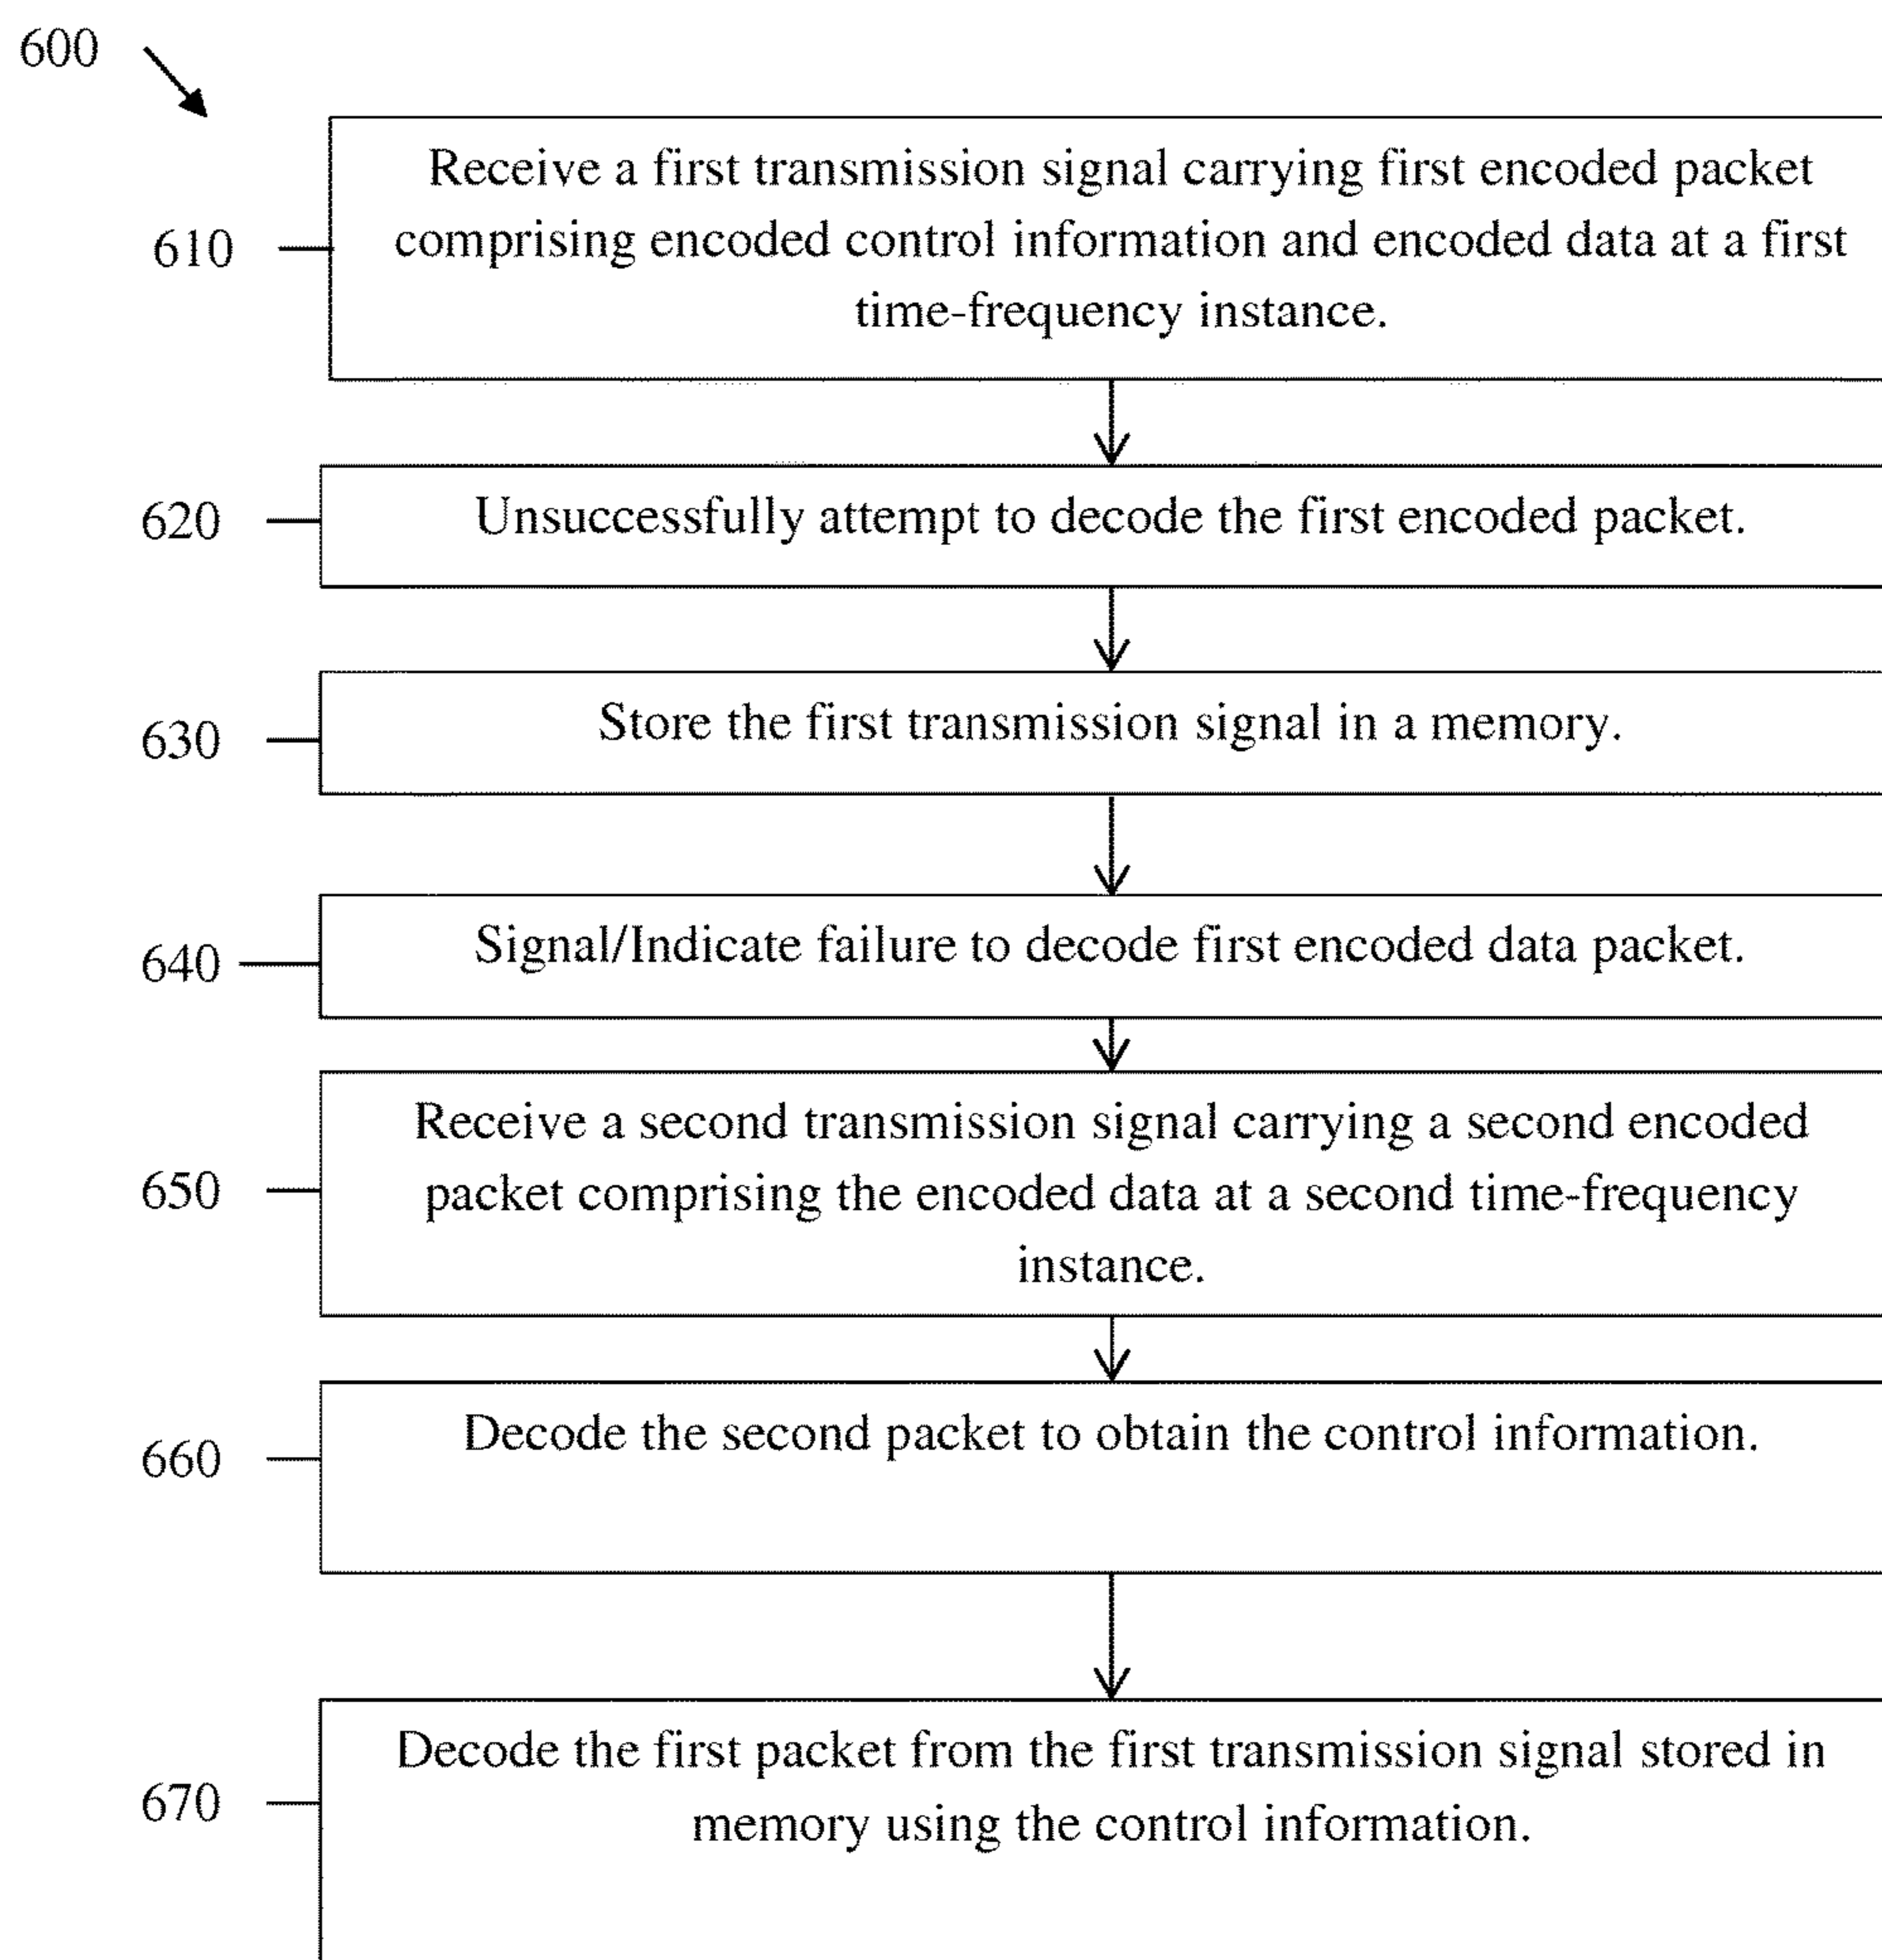 600
610
Receive a first transmission signal carrying first encoded packet
comprising encoded control information and encoded data at a first
time-frequency instance.
620
Unsuccessfully attempt to decode the first encoded packet.
630
Store the first transmission signal in a memory.
640
Signal/Indicate failure to decode first encoded data packet.
650
Receive a second transmission signal carrying a second encoded
packet comprising the encoded data at a second time-frequency
instance.
660
Decode the second packet to obtain the control information.
670
Decode the first packet from the first transmission signal stored in
memory using the control information.